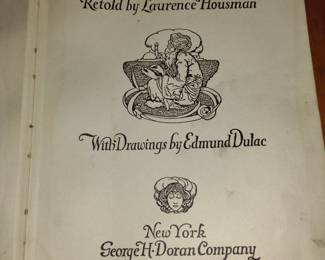 Retold by Laurence Housman
With Drawings by Edmund Dulac
New York
George H. Doran Company